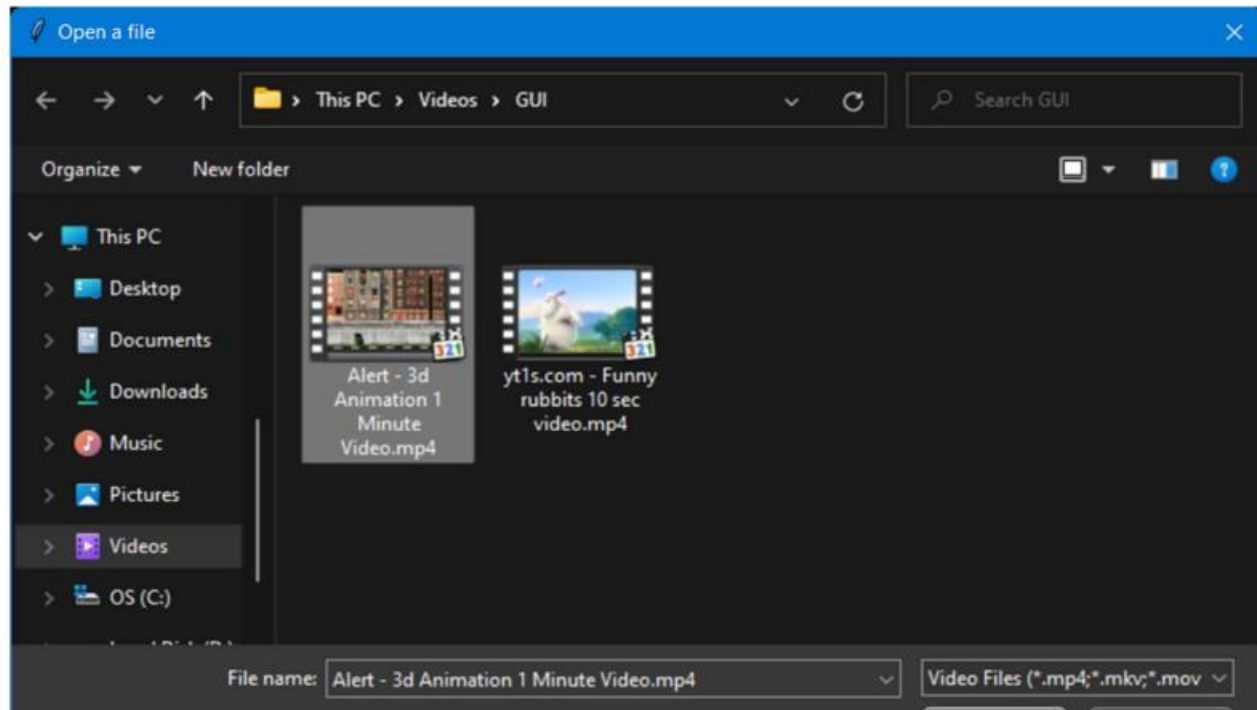 Open a file
This PC > Videos > GUI
Search GUI
Organize
New folder
This PC
Desktop
Documents
Downloads
Music
Pictures
Videos
OS (C:)
321
Alert - 3d
Animation 1
Minute
Video.mp4
321
yt1s.com - Funny
rubbits 10 sec
video.mp4
File name: Alert - 3d Animation 1 Minute Video.mp4
Video Files (*.mp4;*.mkv;*.mov